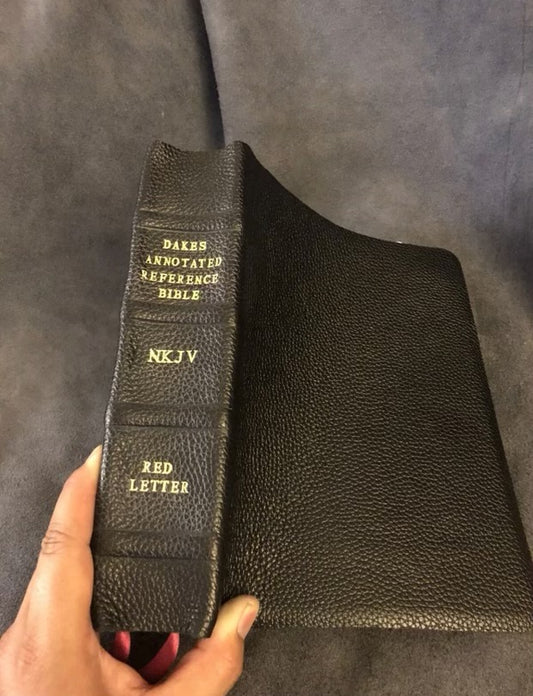 DAKES
ANNOTATED
REFERENCE
BIBLE
NKJV
RED
LETTER